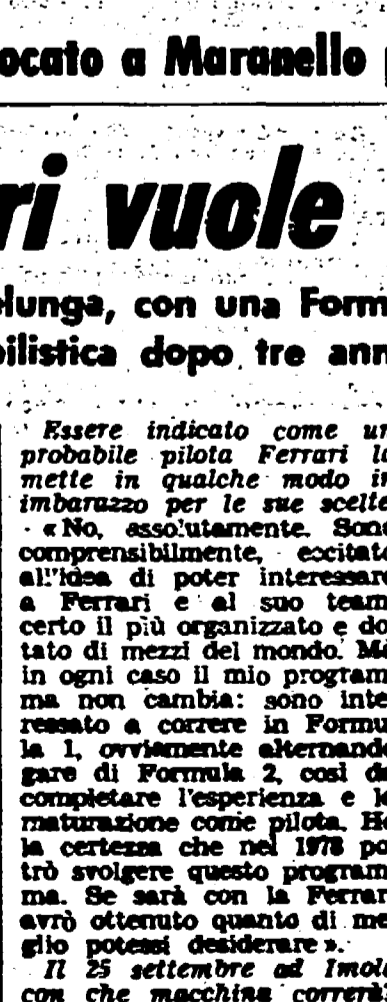 ocato a Maranello
ri vuole
elunga, con una Form
bilistica dopo tre ann
Essere indicato come un
probabile pilota Ferrari la
mette in qualche modo in
imbarazzo per le sue scelte
«No, assolutamente. Sono
comprensibilmente, eccitato
all'idea di poter interessare
a Ferrari e al suo team
certo il più organizzato e do
tato di mezzi del mondo. Ma
in ogni caso il mio program
ma non cambia: sono inte
ressato a correre in Formu
la 1, ovviamente alternando
gare di Formula 2, così da
completare l'esperienza e la
maturazione come pilota. Ho
la certezza che nel 1978 po
trò svolgere questo program
ma. Se sarà con la Ferrari
avrò ottenuto quanto di me
glio potessi desiderare».
Il 25 settembre ad Imola
con che macchina correrà